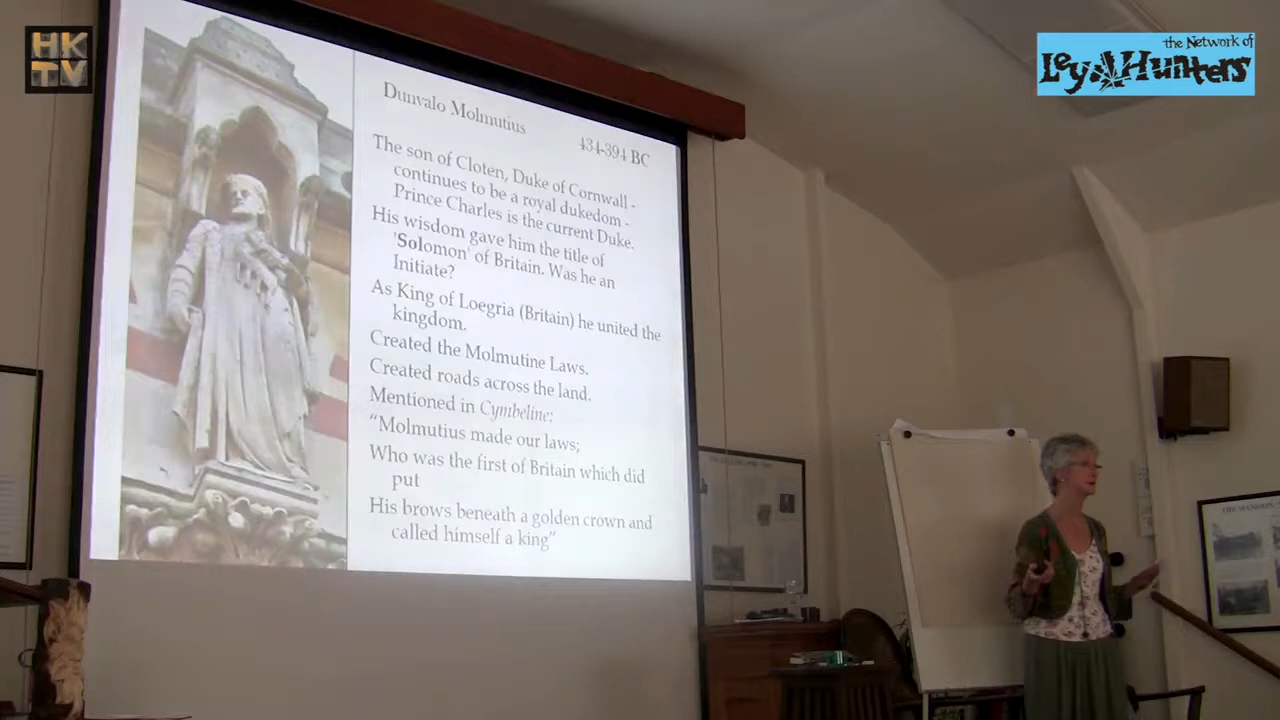 HK
TV
the Network of
Ley Hunters
Dunvalo Molmutius
434-394 BC
The son of Cloten, Duke of Cornwall -
continues to be a royal dukedom -
Prince Charles is the current Duke.
His wisdom gave him the title of
'Solomon' of Britain. Was he an
Initiate?
As King of Loegria (Britain) he united the
kingdom.
Created the Molmutine Laws.
Created roads across the land.
Mentioned in Cymbeline:
“Molmutius made our laws;
Who was the first of Britain which did
put
His brows beneath a golden crown and
called himself a king”
THE MANSION